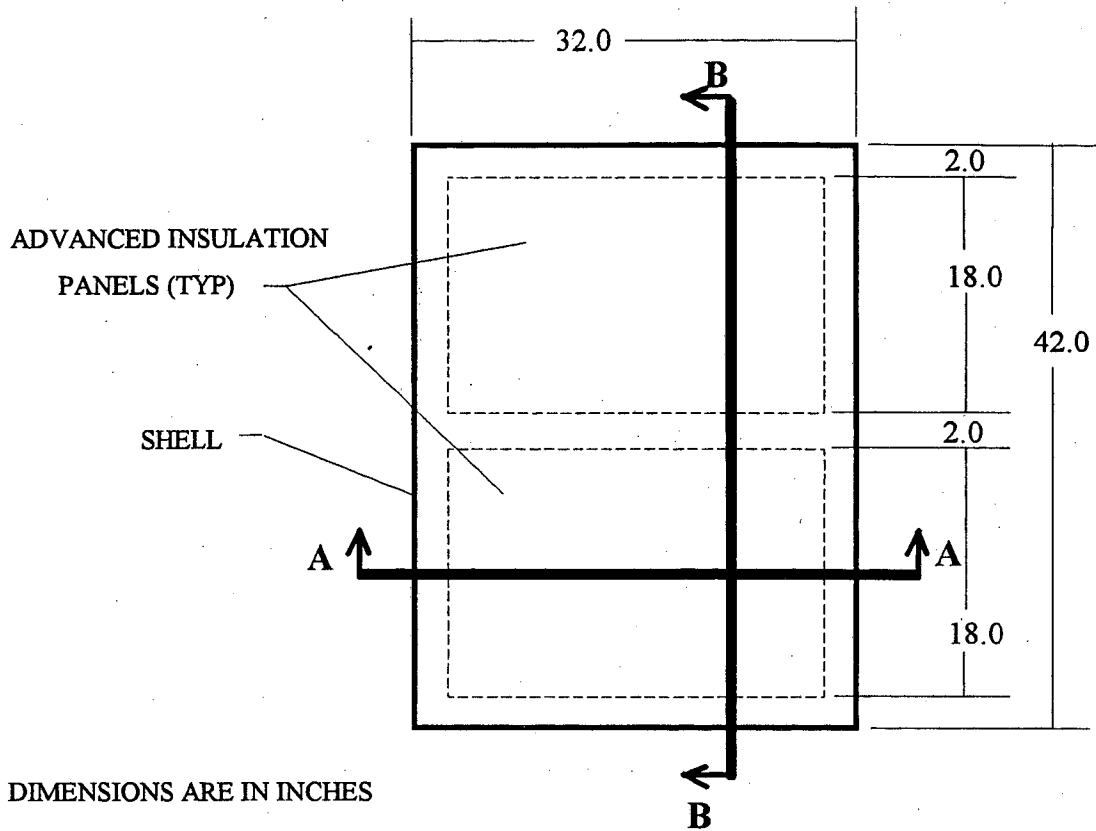 32.0
B
2.0
ADVANCED INSULATION
PANELS (TYP)
18.0
42.0
SHELL
2.0
A
A
18.0
DIMENSIONS ARE IN INCHES
B